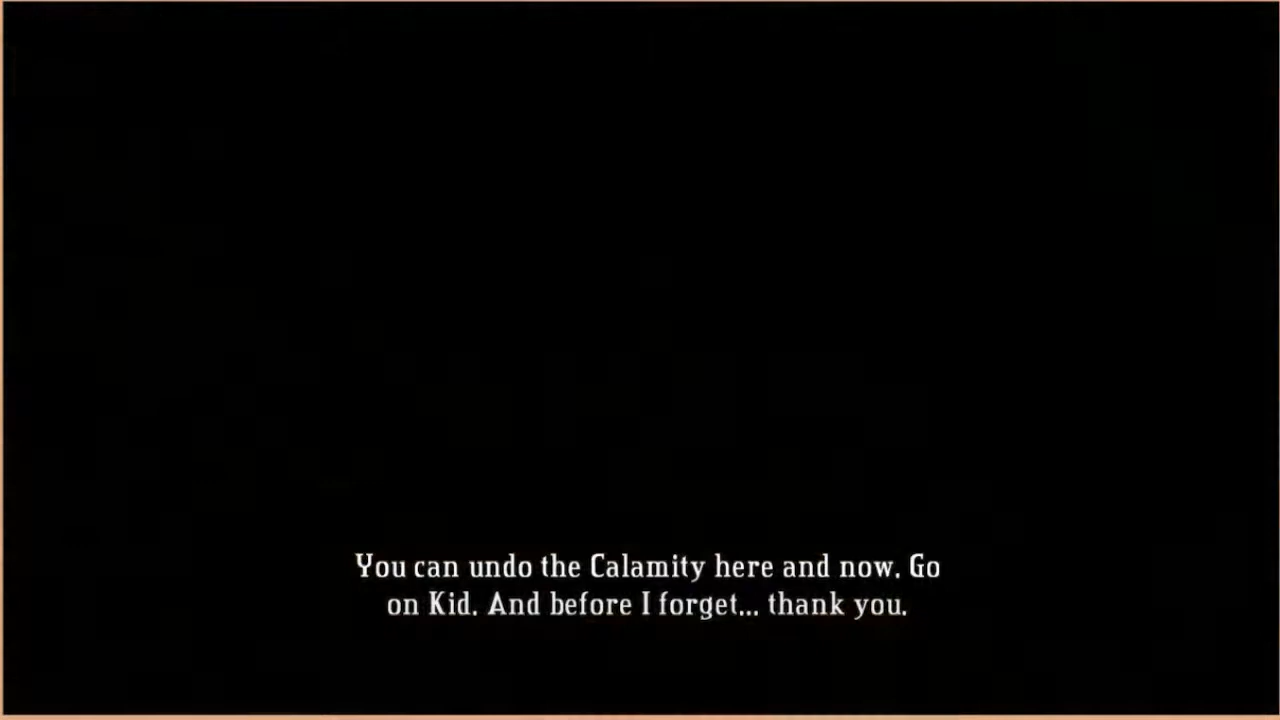 You can undo the Calamity here and now. Go
on Kid. And before I forget... thank you.